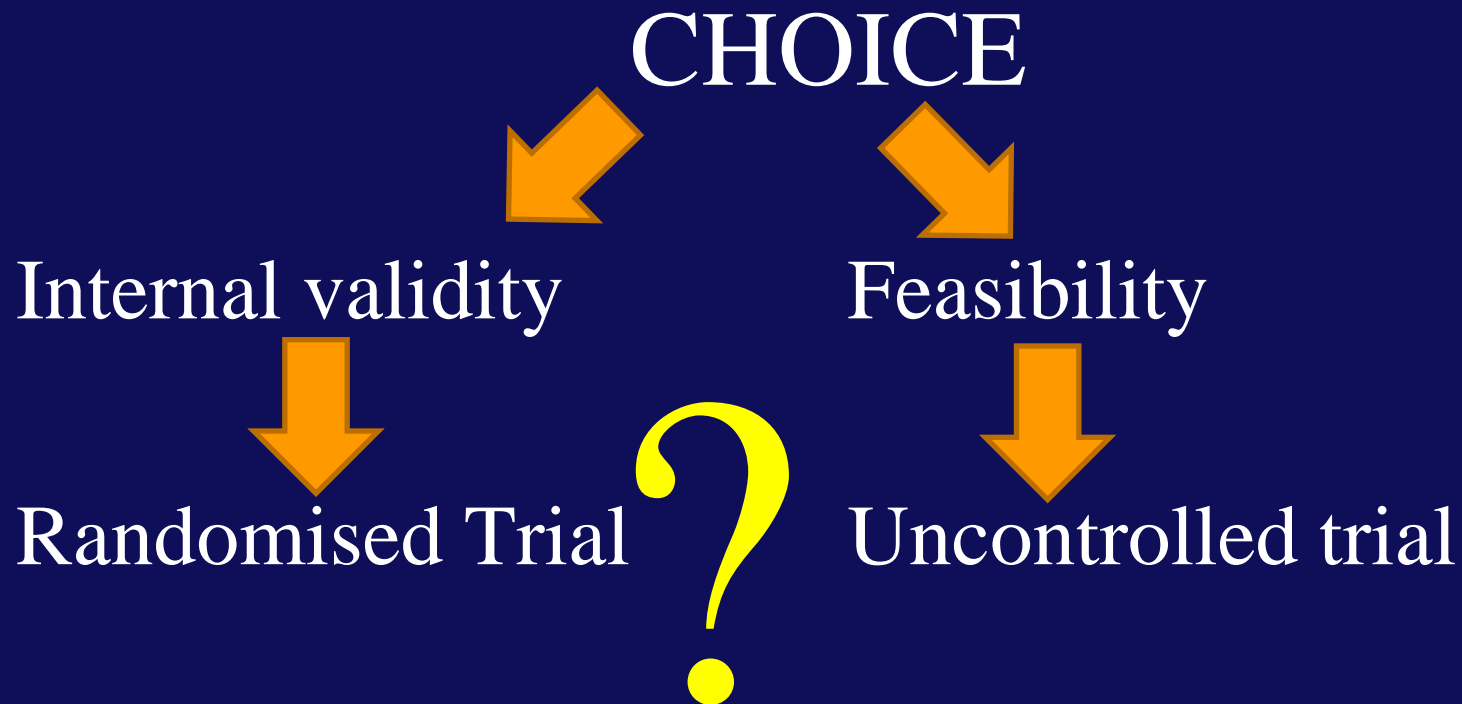 CHOICE
Internal validity Feasibility
Randomised Trial ? Uncontrolled trial